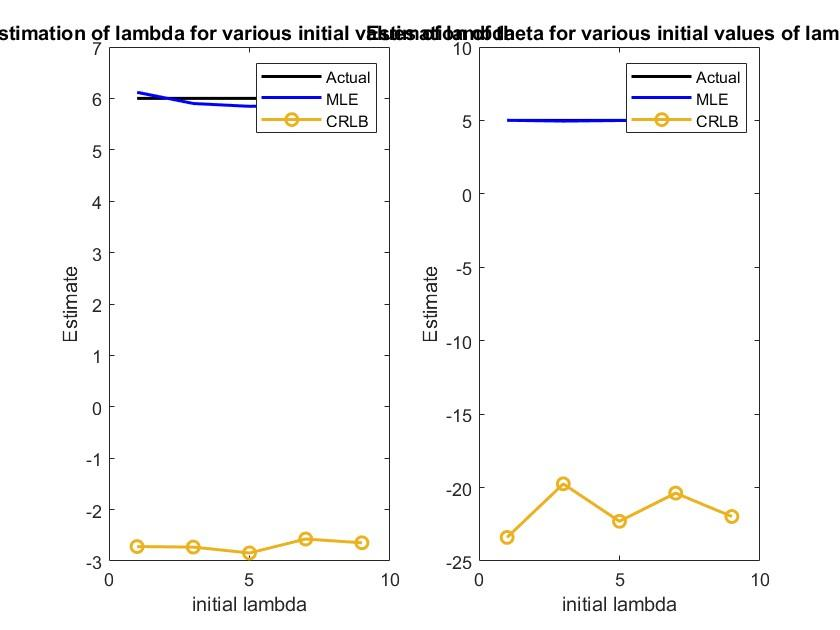 stimation of lambda for various initial val
theta for various initial values of lam
7
6
5
4
3
2
1
0
-1
-2
-3
0
5
10
initial lambda
Estimate
Actual
MLE
CRLB
10
5
0
-5
-10
-15
-20
-25
0
5
10
initial lambda
Estimate
Actual
MLE
CRLB